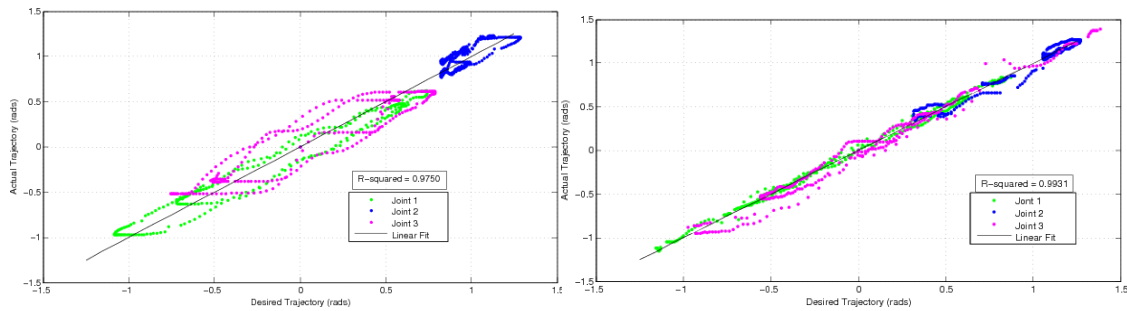 1.5
1
0.5
0
−0.5
−1
−1.5
Actual Trajectory (rads)
R−squared = 0.9750
Joint 1
Joint 2
Joint 3
Linear Fit
−1.5 −1 −0.5 0 0.5 1 1.5
Desired Trajectory (rads)
1.5
1
0.5
0
−0.5
−1
−1.5
Actual Trajectory (rads)
R−squared = 0.9931
Jont 1
Joint 2
Joint 3
Linear Fit
−1.5 −1 −0.5 0 0.5 1 1.5
Desired Trajectory (rads)